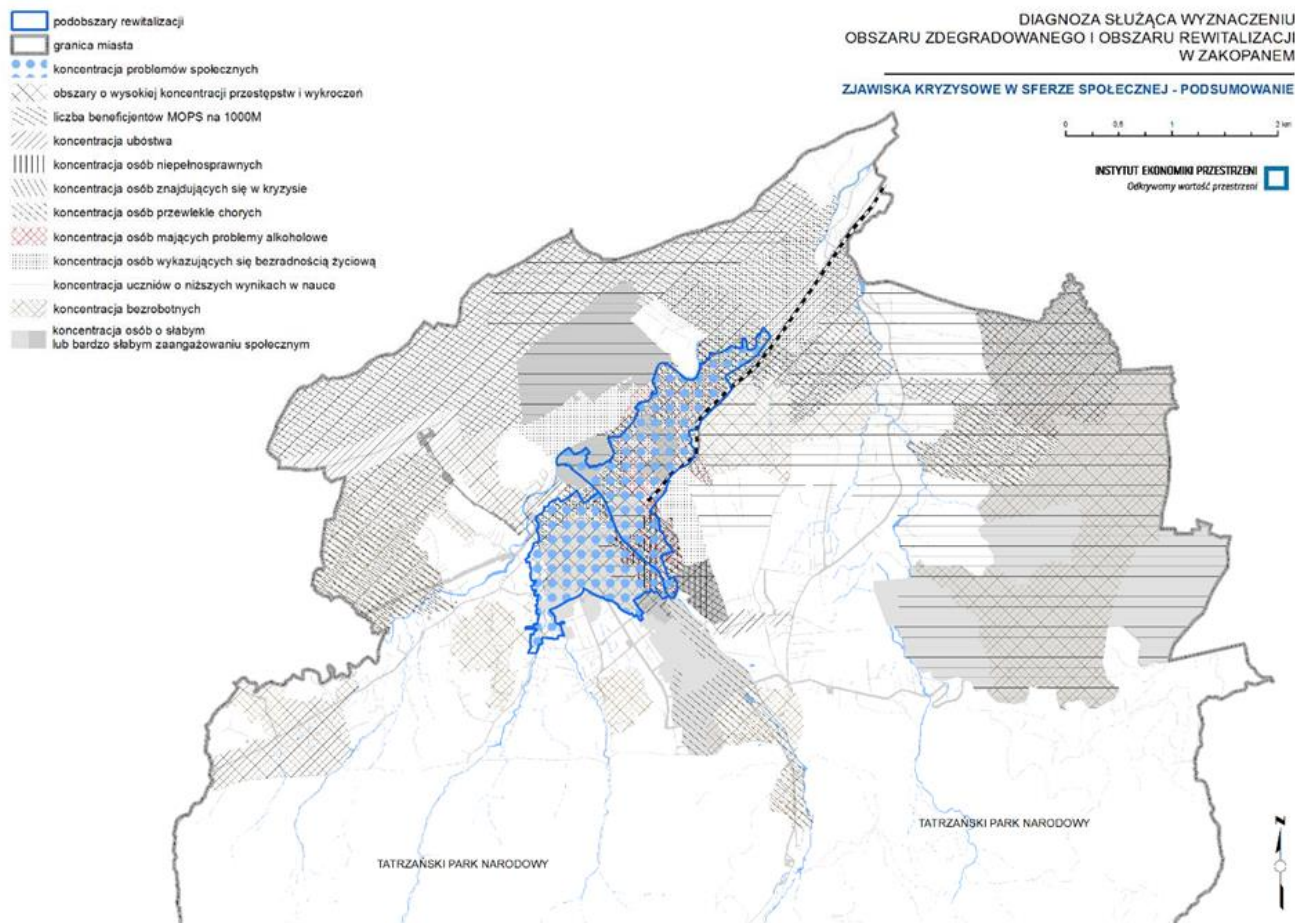 podobszary rewitalizacji
granica miasta
koncentracja problemów społecznych
obszary o wysokiej koncentracji przestępstw i wykroczeń
liczba beneficjentów MOPS na 1000M
koncentracja ubóstwa
koncentracja osób niepełnosprawnych
koncentracja osób znajdujących się w kryzysie
koncentracja osób przewlekle chorych
koncentracja osób mających problemy alkoholowe
koncentracja osób wykazujących się bezradnością życiową
koncentracja uczniów o niższych wynikach w nauce
koncentracja bezrobotnych
koncentracja osób o słabym
lub bardzo słabym zaangażowaniu społecznym
DIAGNOZA SŁUŻĄCA WYZNACZENIU
OBSZARU ZDEGRADOWANEGO I OBSZARU REWITALIZACJI
W ZAKOPANEM
ZJAWISKA KRYZYSOWE W SFERZE SPOŁECZNEJ - PODSUMOWANIE
0 0,5 1 2 km
INSTYTUT EKONOMIKI PRZESTRZENI
Odkrywamy wartość przestrzeni
TATRZAŃSKI PARK NARODOWY
TATRZAŃSKI PARK NARODOWY
N